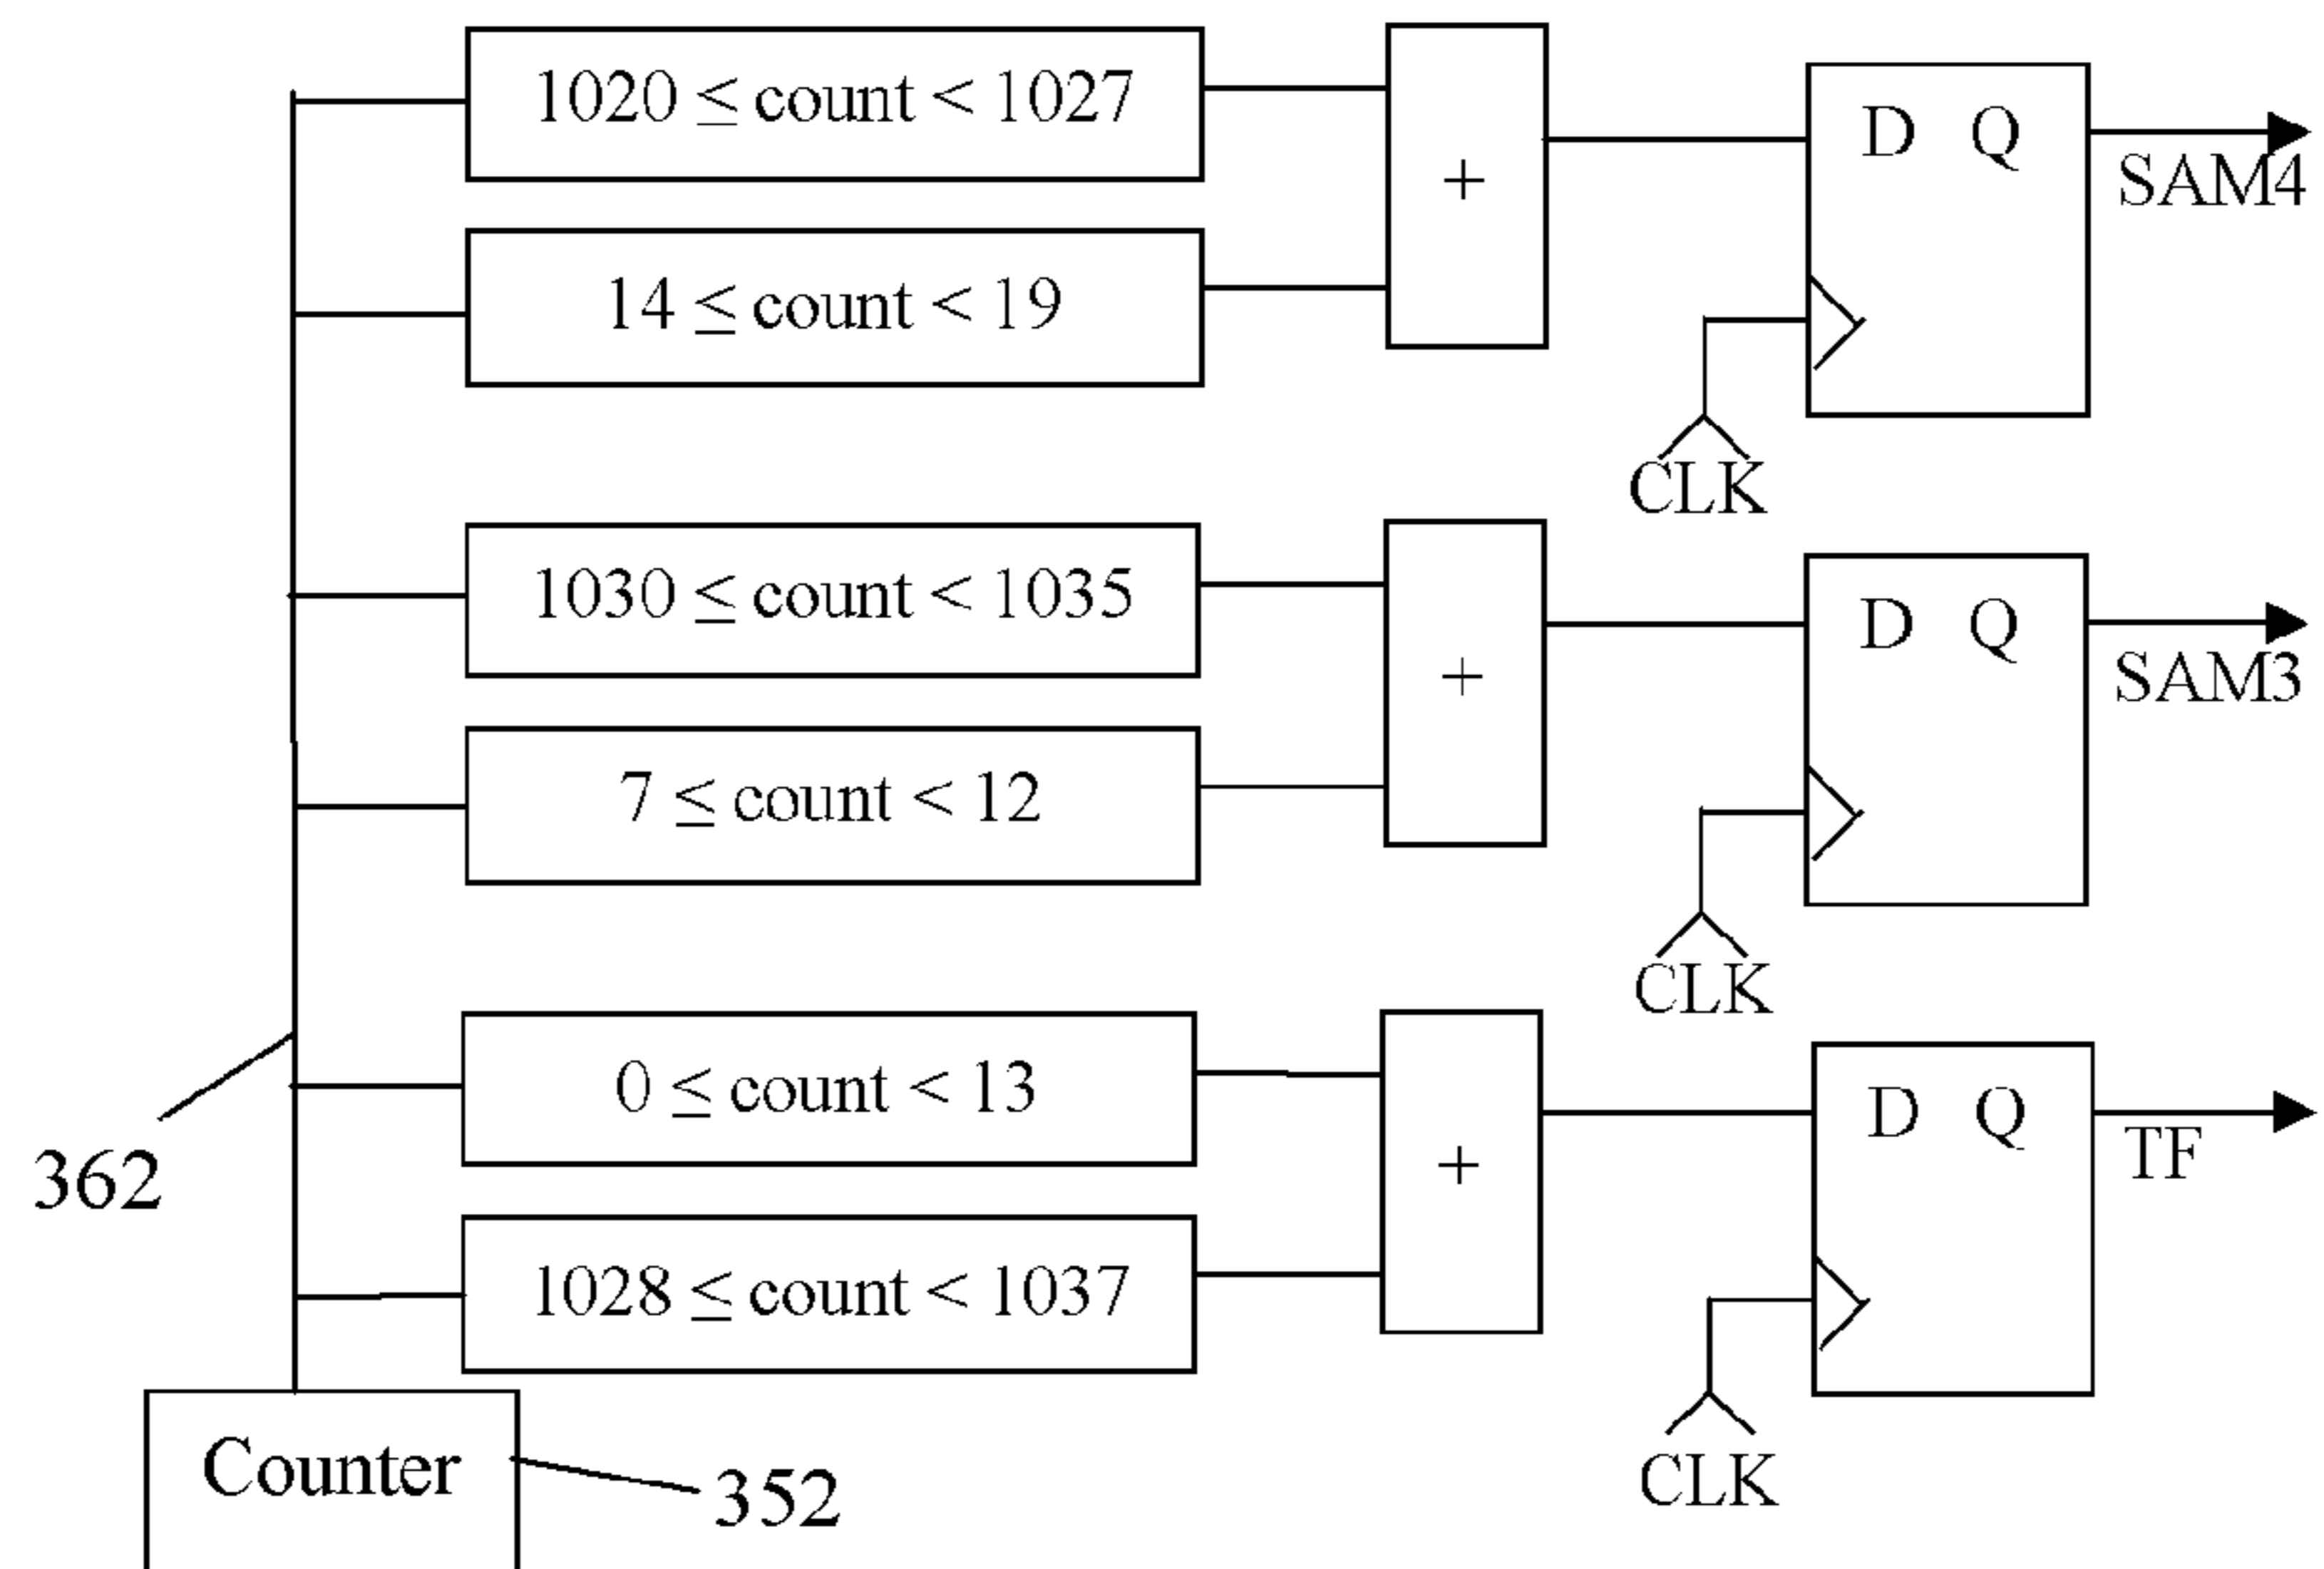 1020 ≤ count < 1027
+
D Q
SAM4
14 ≤ count < 19
CLK
1030 ≤ count < 1035
+
D Q
SAM3
7 ≤ count < 12
CLK
0 ≤ count < 13
+
D Q
TF
362
1028 ≤ count < 1037
CLK
Counter
352